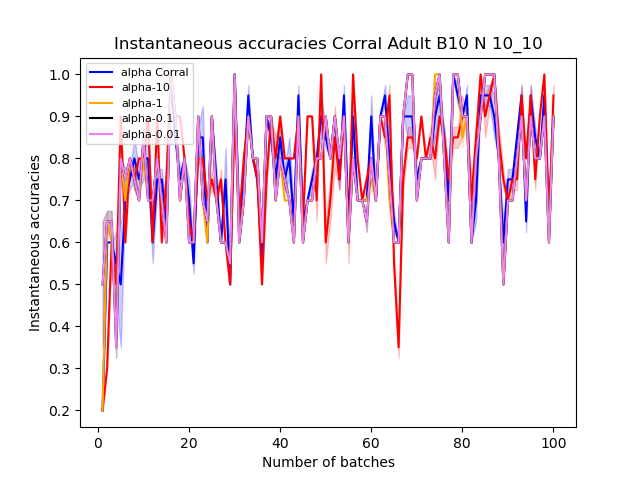 Instantaneous accuracies Corral Adult B10 N 10_10
alpha Corral
alpha-10
alpha-1
alpha-0.1
alpha-0.01
1.0
0.9
0.8
0.7
0.6
0.5
0.4
0.3
0.2
Instantaneous accuracies
0
20
40
60
80
100
Number of batches